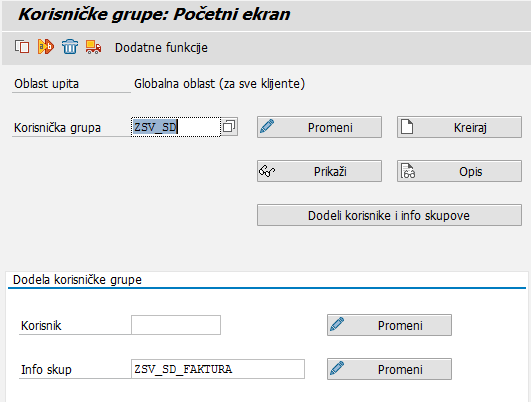 Korisničke grupe: Početni ekran
Dodatne funkcije
Oblast upita Globalna oblast (za sve klijente)
Korisnička grupa ZSV_SD Promeni Kreiraj
Prikaži Opis
Dodeli korisnike i info skupove
Dodela korisničke grupe
Korisnik Promeni
Info skup ZSV_SD_FAKTURA Promeni